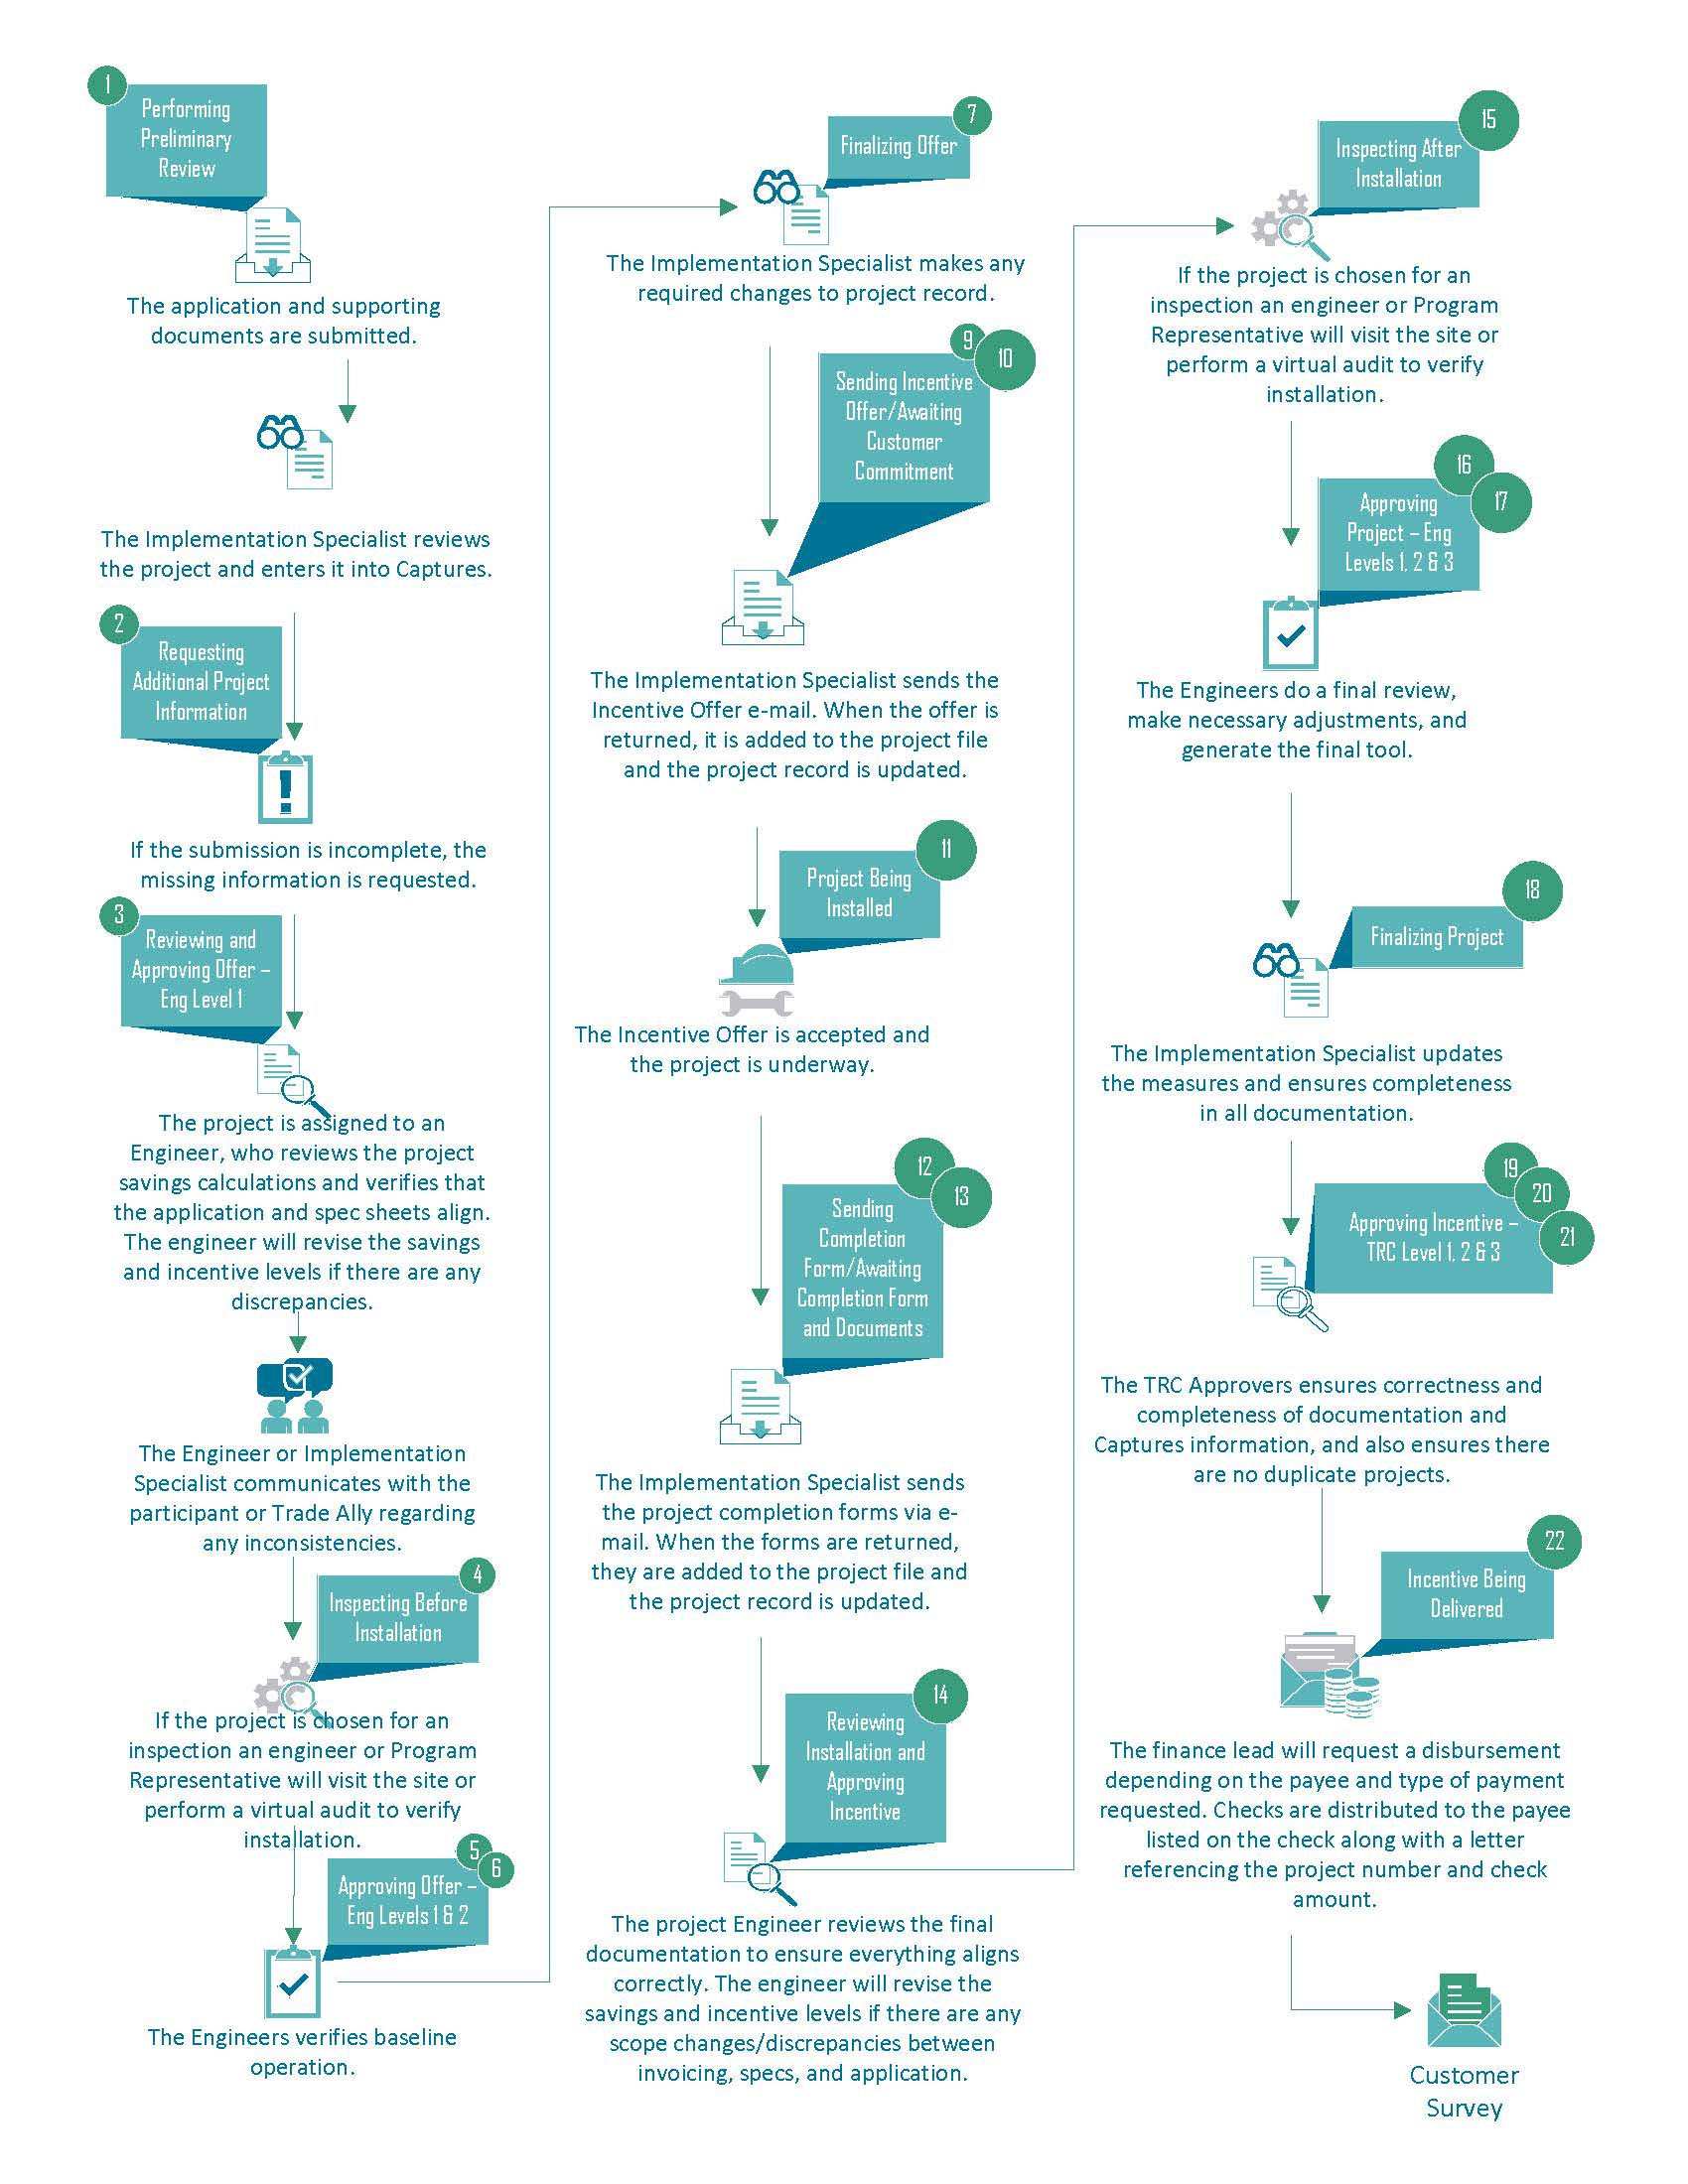 1
Performing
Preliminary
Review
The application and supporting
documents are submitted.
The Implementation Specialist reviews
the project and enters it into Captures.
2
Requesting
Additional Project
Information
If the submission is incomplete, the
missing information is requested.
3
Reviewing and
Approving Offer –
Eng Level 1
The project is assigned to an
Engineer, who reviews the project
savings calculations and verifies that
the application and spec sheets align.
The engineer will revise the savings
and incentive levels if there are any
discrepancies.
The Engineer or Implementation
Specialist communicates with the
participant or Trade Ally regarding
any inconsistencies.
4
Inspecting Before
Installation
If the project is chosen for an
inspection an engineer or Program
Representative will visit the site or
perform a virtual audit to verify
installation.
5
6
Approving Offer –
Eng Levels 1 & 2
The Engineers verifies baseline
operation.
7
Finalizing Offer
The Implementation Specialist makes any
required changes to project record.
9
10
Sending Incentive
Offer/Awaiting
Customer
Commitment
The Implementation Specialist sends the
Incentive Offer e-mail. When the offer is
returned, it is added to the project file
and the project record is updated.
11
Project Being
Installed
The Incentive Offer is accepted and
the project is underway.
12
13
Sending
Completion
Form/Awaiting
Completion Form
and Documents
The Implementation Specialist sends
the project completion forms via e-
mail. When the forms are returned,
they are added to the project file and
the project record is updated.
14
Reviewing
Installation and
Approving
Incentive
The project Engineer reviews the final
documentation to ensure everything aligns
correctly. The engineer will revise the
savings and incentive levels if there are any
scope changes/discrepancies between
invoicing, specs, and application.
15
Inspecting After
Installation
If the project is chosen for an
inspection an engineer or Program
Representative will visit the site or
perform a virtual audit to verify
installation.
16
17
Approving
Project – Eng
Levels 1, 2 & 3
The Engineers do a final review,
make necessary adjustments, and
generate the final tool.
18
Finalizing Project
The Implementation Specialist updates
the measures and ensures completeness
in all documentation.
19
20
21
Approving Incentive –
TRC Level 1, 2 & 3
The TRC Approvers ensures correctness and
completeness of documentation and
Captures information, and also ensures there
are no duplicate projects.
22
Incentive Being
Delivered
The finance lead will request a disbursement
depending on the payee and type of payment
requested. Checks are distributed to the payee
listed on the check along with a letter
referencing the project number and check
amount.
Customer
Survey